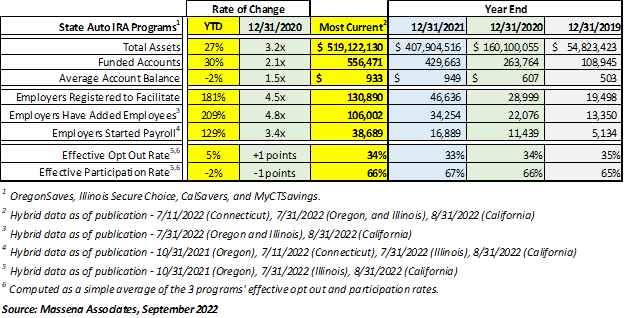 Rate of Change Year End
State Auto IRA Programs1 YTD 12/31/2020 Most Current2 12/31/2021 12/31/2020 12/31/2019
Total Assets 27% 3.2x $ 519,122,130 $ 407,904,516 $ 160,100,055 $ 54,823,423
Funded Accounts 30% 2.1x 556,471 429,663 263,764 108,945
Average Account Balance -2% 1.5x $ 933 $ 949 $ 607 503
Employers Registered to Facilitate 181% 4.5x 130,890 46,636 28,999 19,498
Employers Have Added Employees3 209% 4.8x 106,002 34,254 22,076 13,350
Employers Started Payroll4 129% 3.4x 38,689 16,889 11,439 5,134
Effective Opt Out Rate5,6 5% +1 points 34% 33% 34% 35%
Effective Participation Rate5,6 -2% -1 points 66% 67% 66% 65%
1 OregonSaves, Illinois Secure Choice, CalSavers, and MyCTSavings.
2 Hybrid data as of publication - 7/11/2022 (Connecticut), 7/31/2022 (Oregon, and Illinois), 8/31/2022 (California)
3 Hybrid data as of publication - 7/31/2022 (Oregon and Illinois), 8/31/2022 (California)
4 Hybrid data as of publication - 10/31/2021 (Oregon), 7/11/2022 (Connecticut), 7/31/2022 (Illinois), 8/31/2022 (California)
5 Hybrid data as of publication - 10/31/2021 (Oregon), 7/31/2022 (Illinois), 8/31/2022 (California)
6 Computed as a simple average of the 3 programs' effective opt out and participation rates.
Source: Massena Associates, September 2022